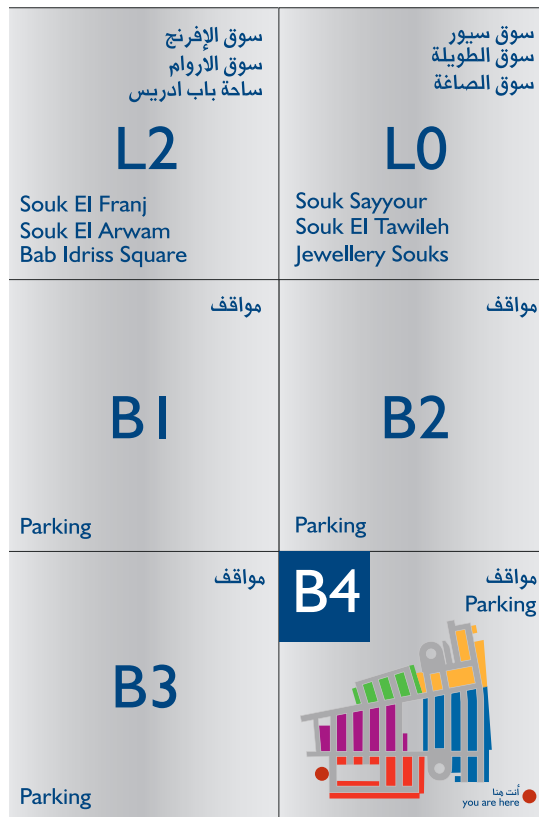 سوق الإفرنج
سوق الاروام
ساحة باب ادريس
L2
Souk El Franj
Souk El Arwam
Bab Idriss Square
سوق سيور
سوق الطويلة
سوق الصاغة
L0
Souk Sayyour
Souk El Tawileh
Jewellery Souks
مواقف
B1
Parking
مواقف
B2
Parking
مواقف
B3
Parking
B4
مواقف
Parking
أنت هنا
you are here